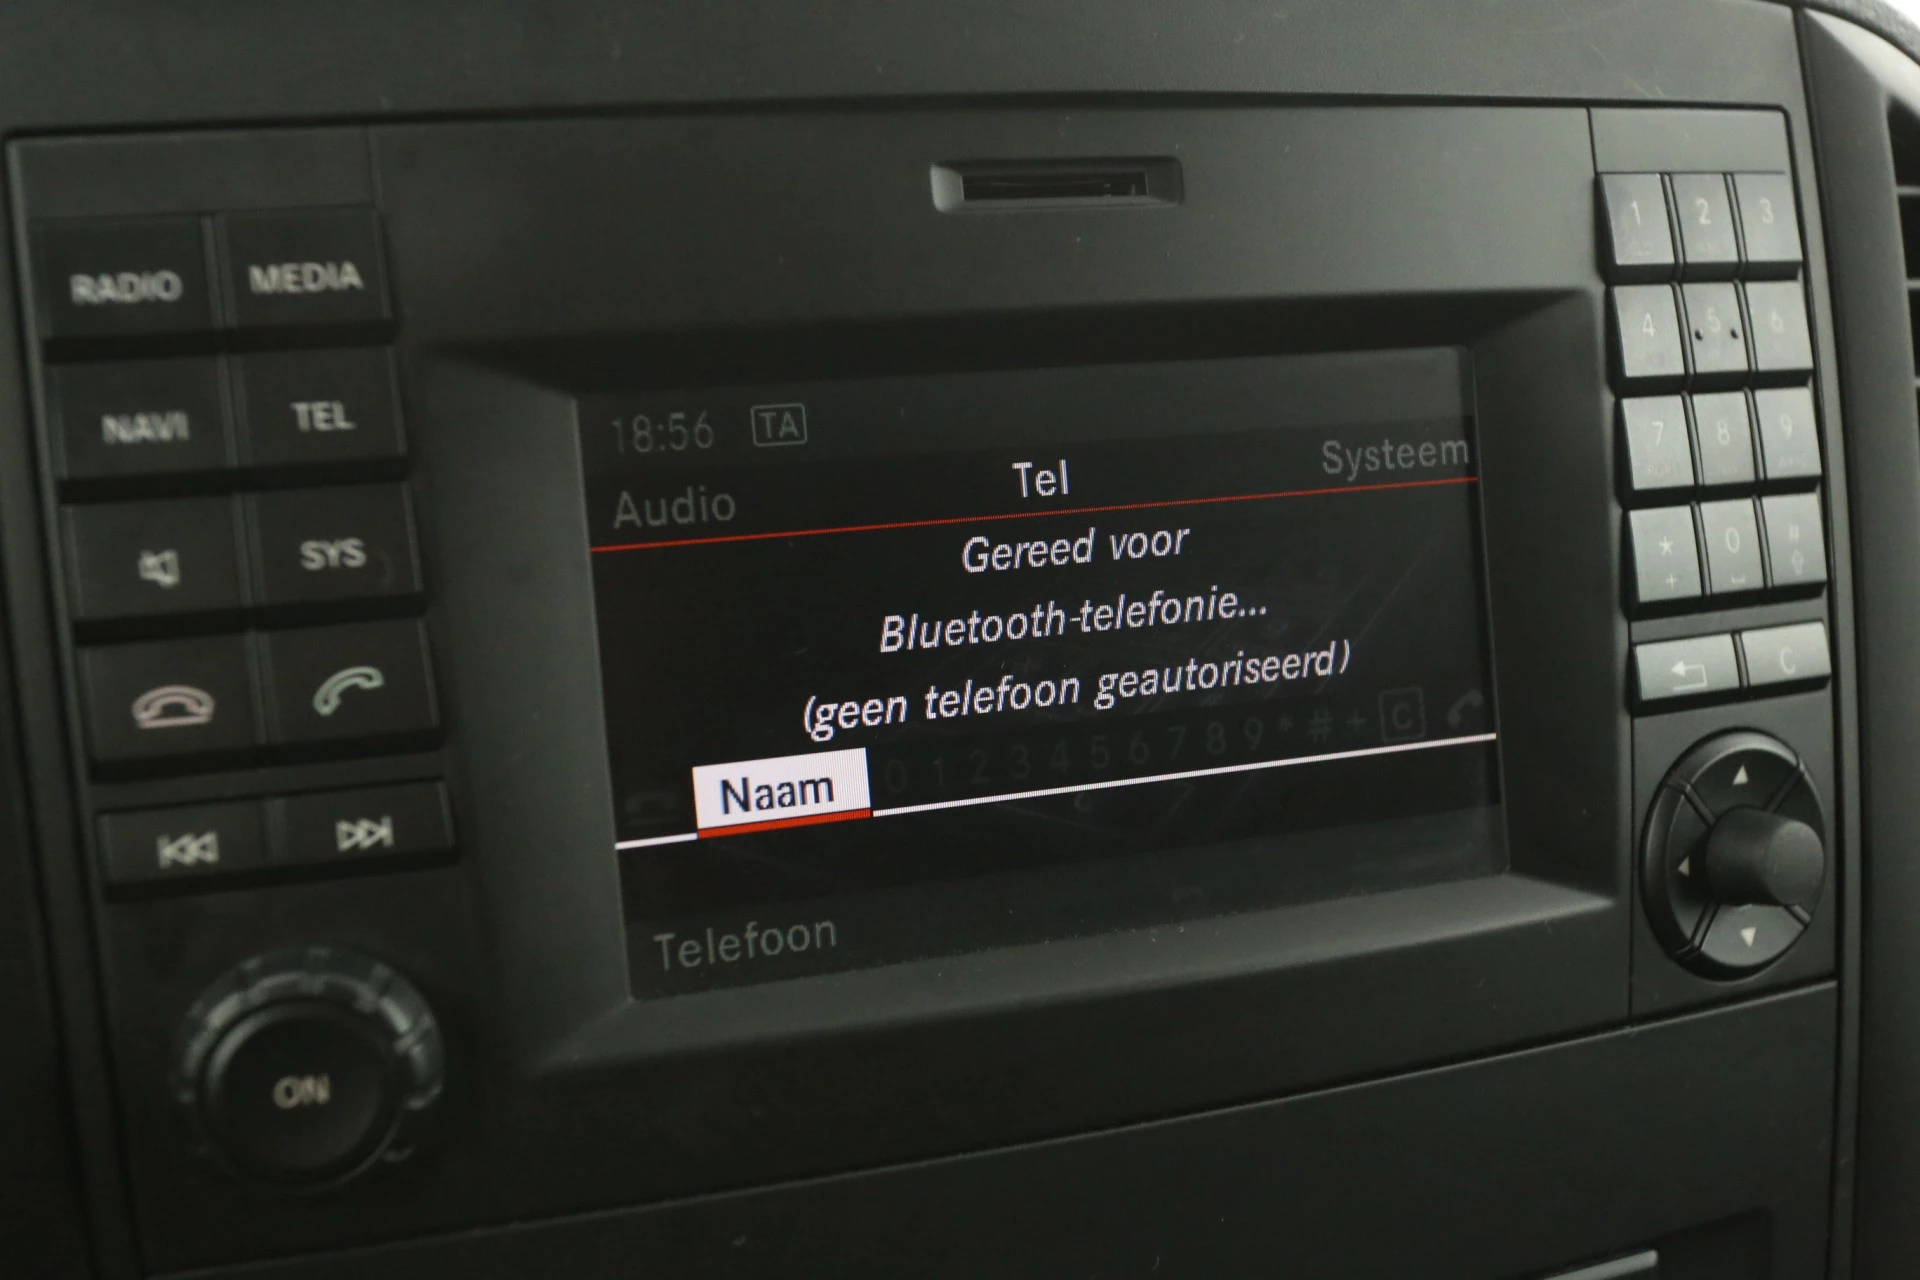 RADIO MEDIA
NAVI TEL
SYS
ON
18:56 TA
Audio Tel Systeem
Gereed voor
Bluetooth-telefonie...
(geen telefoon geautoriseerd)
Naam 0 1 2 3 4 5 6 7 8 9 * # + C
Telefoon
1 2 3
4 5 6
7 8 9
* 0 #
+
C